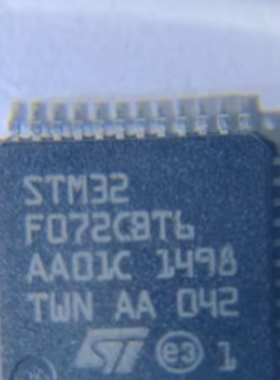 STM32
F072C8T6
AA01C 1498
TWN AA 042
ST e3 1